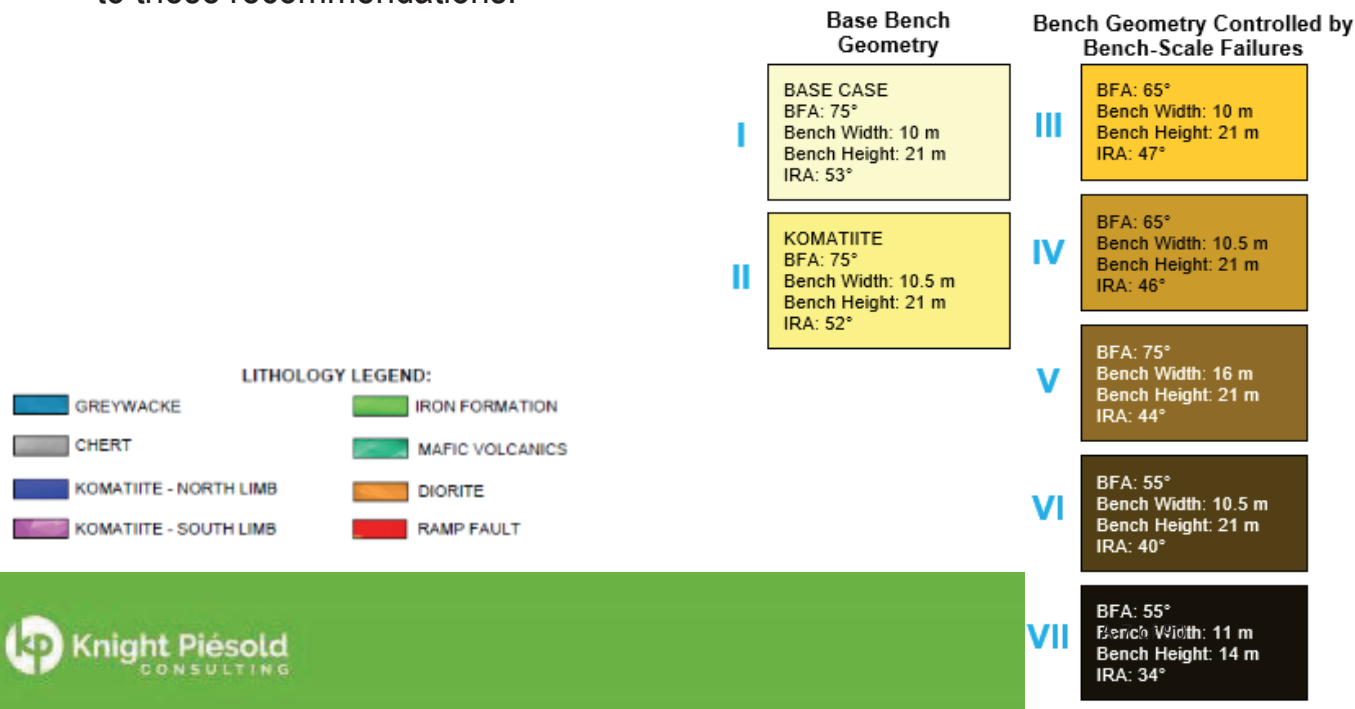 to these recommendations.
Base Bench
Geometry
I
BASE CASE
BFA: 75°
Bench Width: 10 m
Bench Height: 21 m
IRA: 53°
II
KOMATIITE
BFA: 75°
Bench Width: 10.5 m
Bench Height: 21 m
IRA: 52°
Bench Geometry Controlled by
Bench-Scale Failures
III
BFA: 65°
Bench Width: 10 m
Bench Height: 21 m
IRA: 47°
IV
BFA: 65°
Bench Width: 10.5 m
Bench Height: 21 m
IRA: 46°
V
BFA: 75°
Bench Width: 16 m
Bench Height: 21 m
IRA: 44°
VI
BFA: 55°
Bench Width: 10.5 m
Bench Height: 21 m
IRA: 40°
VII
BFA: 55°
Bench Width: 11 m
Bench Height: 14 m
IRA: 34°
LITHOLOGY LEGEND:
GREYWACKE
CHERT
KOMATIITE - NORTH LIMB
KOMATIITE - SOUTH LIMB
IRON FORMATION
MAFIC VOLCANICS
DIORITE
RAMP FAULT
kp Knight Piésold
CONSULTING